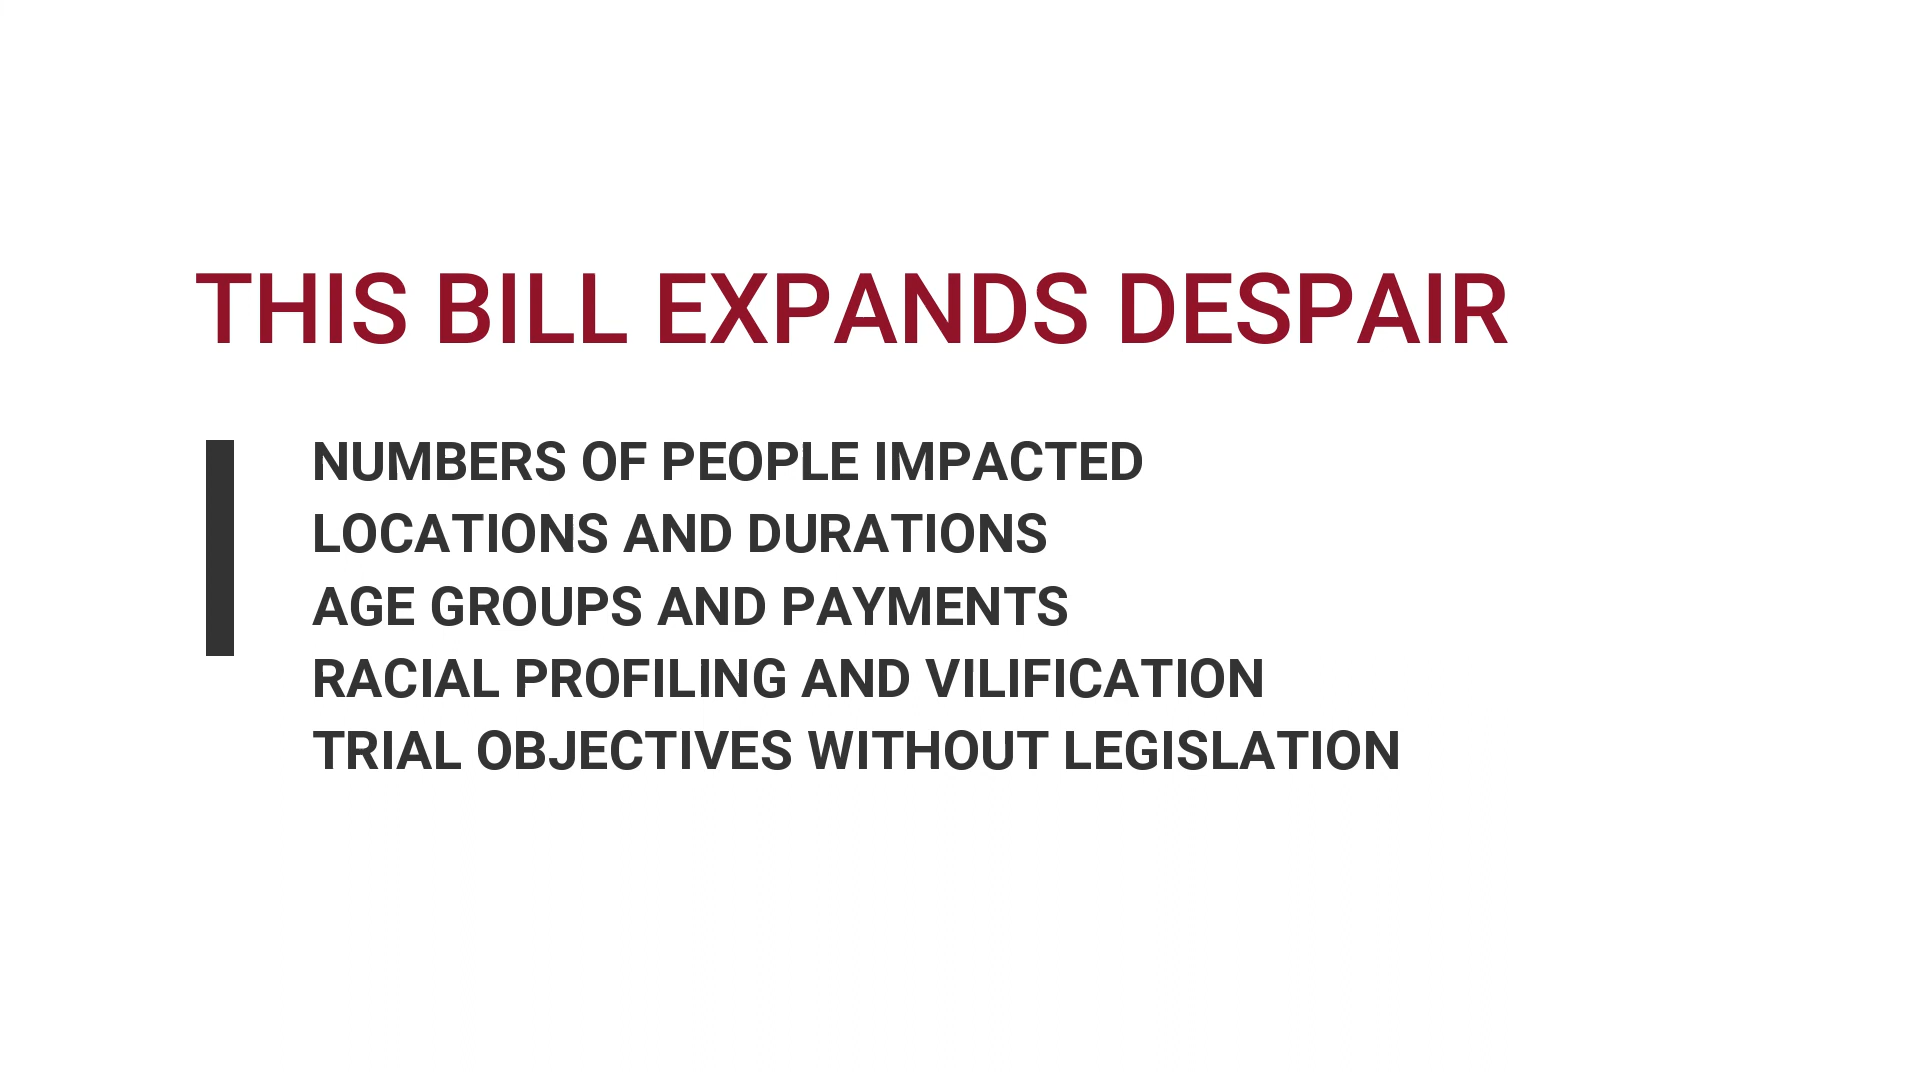 THIS BILL EXPANDS DESPAIR
NUMBERS OF PEOPLE IMPACTED
LOCATIONS AND DURATIONS
AGE GROUPS AND PAYMENTS
RACIAL PROFILING AND VILIFICATION
TRIAL OBJECTIVES WITHOUT LEGISLATION